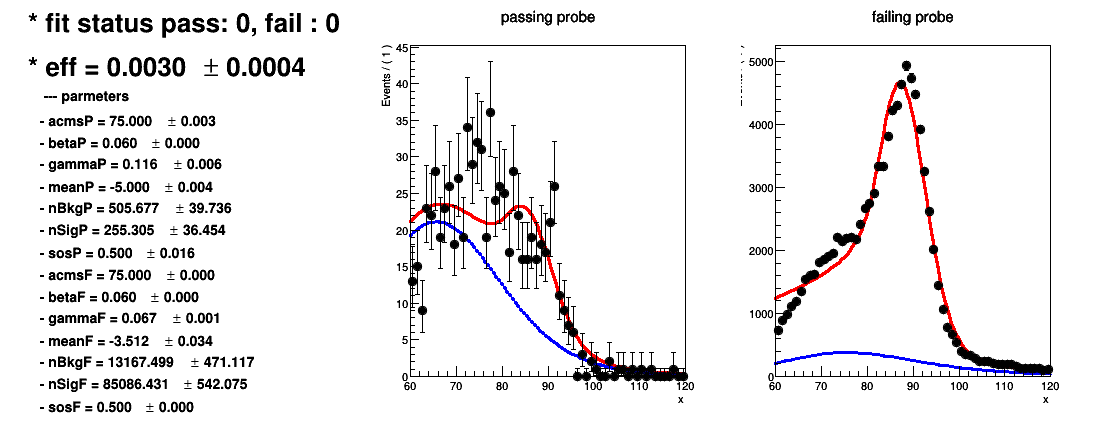 * fit status pass: 0, fail : 0
* eff = 0.0030 ± 0.0004
--- parmeters
- acmsP = 75.000 ± 0.003
- betaP = 0.060 ± 0.000
- gammaP = 0.116 ± 0.006
- meanP = -5.000 ± 0.004
- nBkgP = 505.677 ± 39.736
- nSigP = 255.305 ± 36.454
- sosP = 0.500 ± 0.016
- acmsF = 75.000 ± 0.000
- betaF = 0.060 ± 0.000
- gammaF = 0.067 ± 0.001
- meanF = -3.512 ± 0.034
- nBkgF = 13167.499 ± 471.117
- nSigF = 85086.431 ± 542.075
- sosF = 0.500 ± 0.000
passing probe
Events / ( 1 )
45
40
35
30
25
20
15
10
5
0
60 70 80 90 100 110 120
x
failing probe
5000
4000
3000
2000
1000
0
60 70 80 90 100 110 120
x